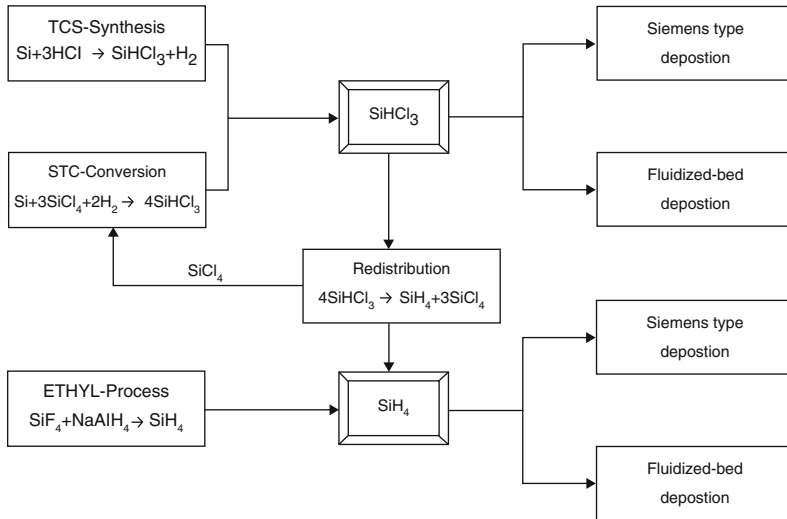 TCS-Synthesis
Si+3HCl → SiHCl₃+H₂
Siemens type
depostion
SiHCl₃
STC-Conversion
Si+3SiCl₄+2H₂→ 4SiHCl₃
Fluidized-bed
depostion
SiCl₄
Redistribution
4SiHCl₃→ SiH₄+3SiCl₄
Siemens type
depostion
ETHYL-Process
SiF₄+NaAlH₄→ SiH₄
SiH₄
Fluidized-bed
depostion